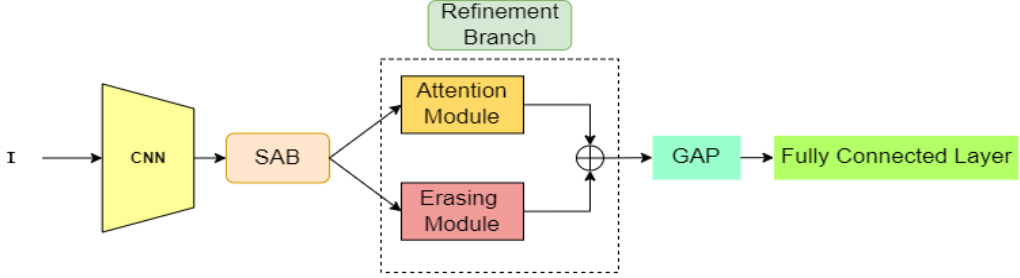 Refinement
Branch
I
CNN
SAB
Attention
Module
Erasing
Module
GAP
Fully Connected Layer